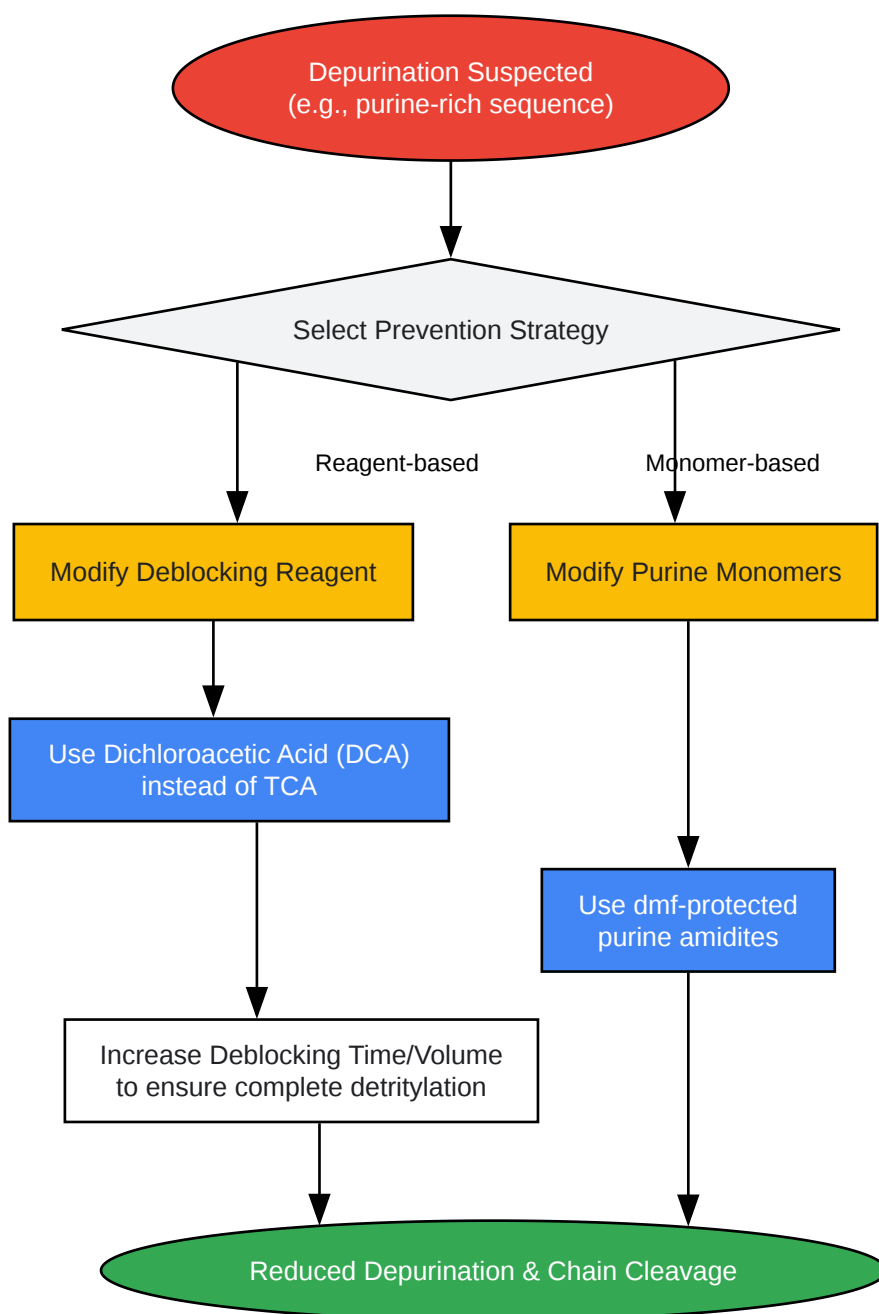 Depurination Suspected
(e.g., purine-rich sequence)
Select Prevention Strategy
Reagent-based
Monomer-based
Modify Deblocking Reagent
Modify Purine Monomers
Use Dichloroacetic Acid (DCA)
instead of TCA
Use dmf-protected
purine amidites
Increase Deblocking Time/Volume
to ensure complete detritylation
Reduced Depurination & Chain Cleavage